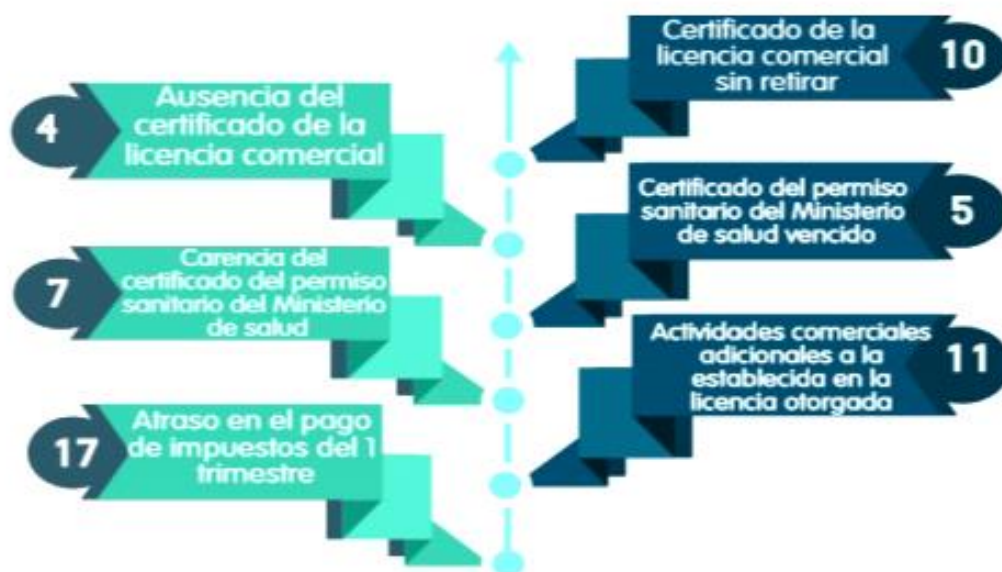 Certificado de la
licencia comercial
sin retirar
10
4
Ausencia del
certificado de la
licencia comercial
Certificado del permiso
sanitario del Ministerio
de salud vencido
5
7
Carencia del
certificado del permiso
sanitario del Ministerio
de salud
Actividades comerciales
adicionales a la
establecida en la
licencia otorgada
11
17
Atraso en el pago
de impuestos del 1
trimestre